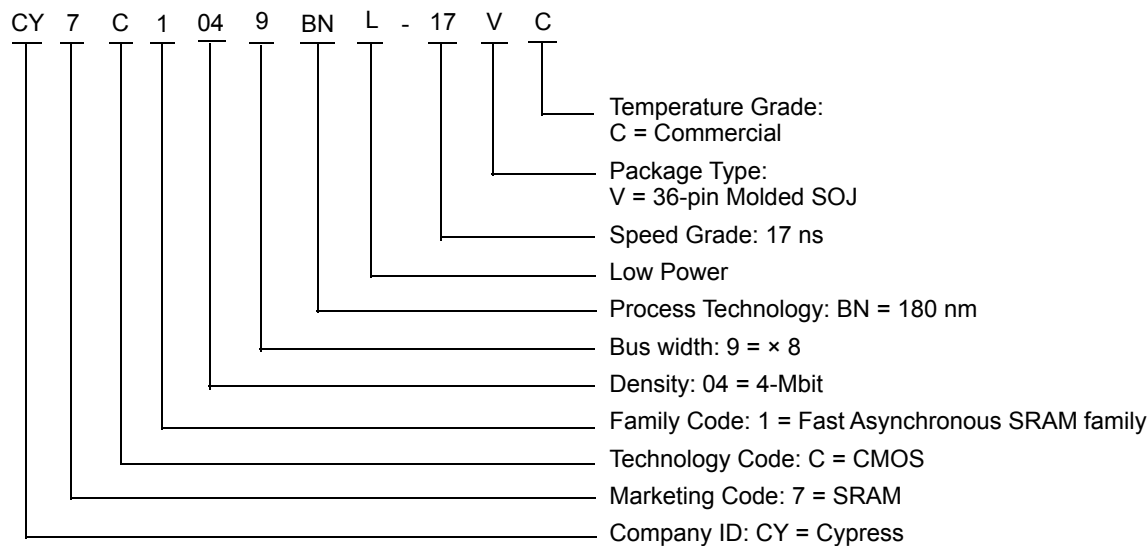 CY 7 C 1 04 9 BN L - 17 V C
Temperature Grade:
C = Commercial
Package Type:
V = 36-pin Molded SOJ
Speed Grade: 17 ns
Low Power
Process Technology: BN = 180 nm
Bus width: 9 = × 8
Density: 04 = 4-Mbit
Family Code: 1 = Fast Asynchronous SRAM family
Technology Code: C = CMOS
Marketing Code: 7 = SRAM
Company ID: CY = Cypress